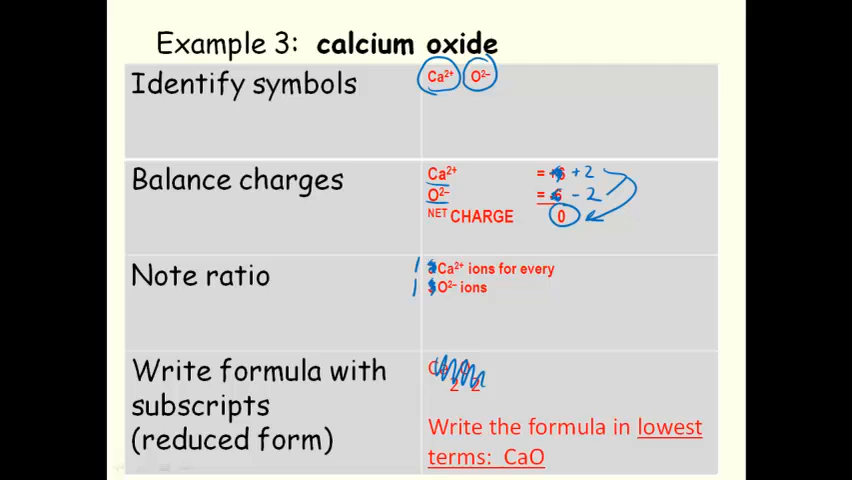 Example 3: calcium oxide
Identify symbols
Ca²⁺ O²⁻
Balance charges
Ca²⁺ = +2
O²⁻ = - 2
NET CHARGE 0
Note ratio
1 Ca²⁺ ions for every
1 O²⁻ ions
Write formula with
subscripts
(reduced form)
Write the formula in lowest
terms: CaO